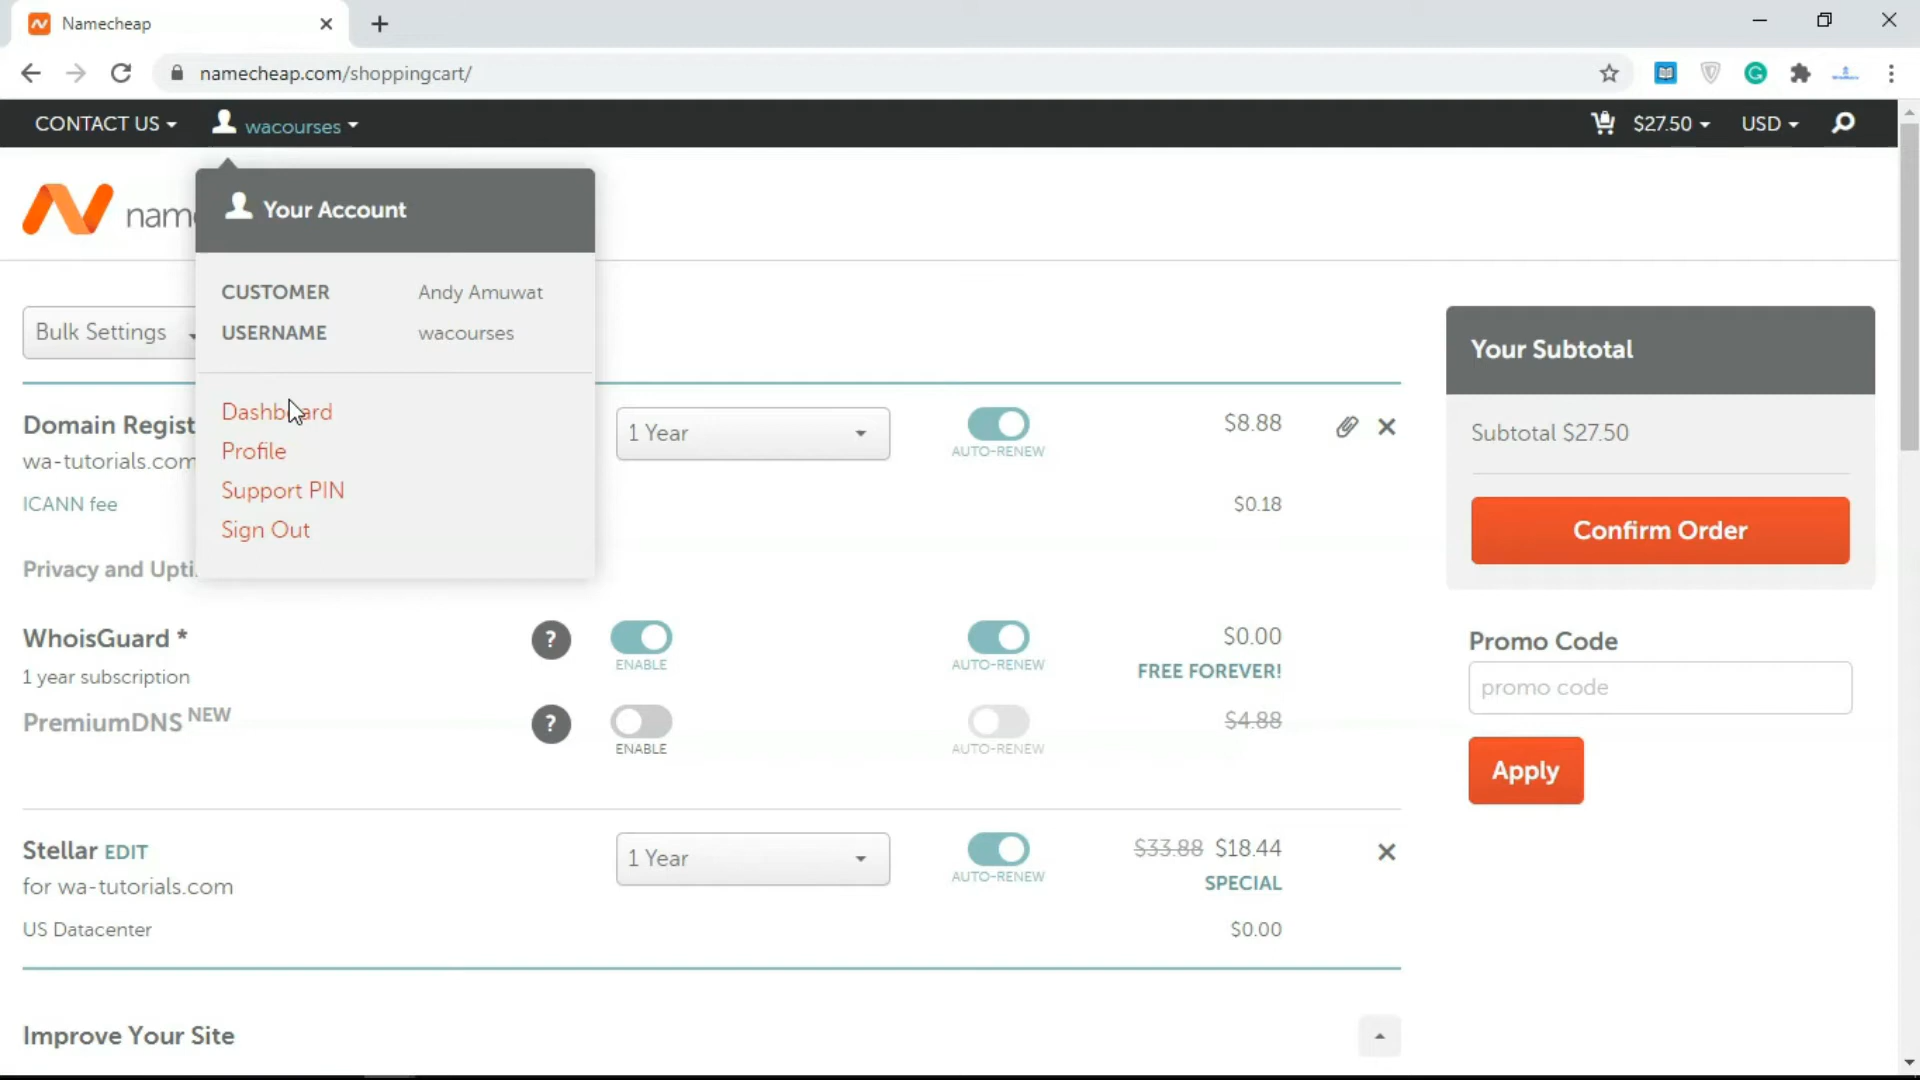 Namecheap
namecheap.com/shoppingcart/
CONTACT US
wacourses
$27.50
USD
name
Your Account
CUSTOMER Andy Amuwat
USERNAME wacourses
Dashboard
Profile
Support PIN
Sign Out
Bulk Settings
Domain Regist
wa-tutorials.com
1 Year
AUTO-RENEW
$8.88
ICANN fee
$0.18
Privacy and Upti
WhoisGuard *
1 year subscription
?
ENABLE
AUTO-RENEW
$0.00
FREE FOREVER!
PremiumDNS NEW
?
ENABLE
AUTO-RENEW
$4.88
Stellar EDIT
for wa-tutorials.com
US Datacenter
1 Year
AUTO-RENEW
$33.88 $18.44
SPECIAL
$0.00
Improve Your Site
Your Subtotal
Subtotal $27.50
Confirm Order
Promo Code
promo code
Apply